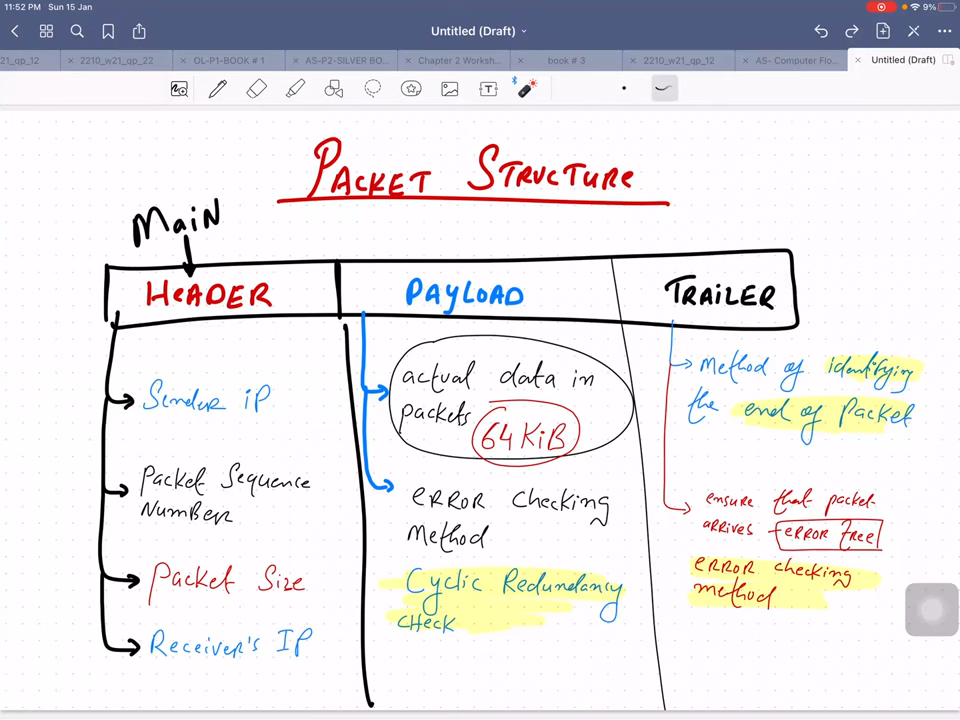 11:52 PM Sun 15 Jan
9%
Untitled (Draft)
21_qp_12
2210_w21_qp_22
OL-P1-BOOK # 1
AS-P2-SILVER BO...
Chapter 2 Worksh...
book # 3
2210_w21_qp_12
AS- Computer Flo...
Untitled (Draft)
PACKET STRUCTURE
MaiN
HeADER
PAYLOAD
TRAILER
Sender iP
Packet Sequence
NumBer
Packet Size
Receiver's IP
actual data in
packets 64 KiB
eRROR checking
Method
Cyclic Redundancy
cHeck
Method of identifying
the end of Packet
ensure that packet
aRRives eRROR free
eRROR checking
method